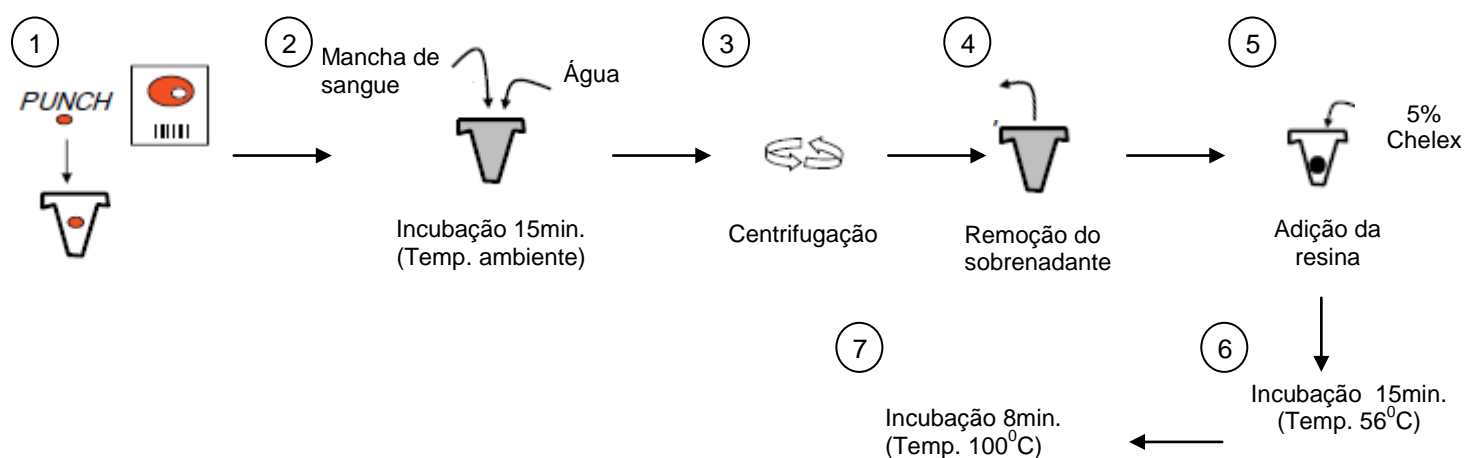 1
PUNCH
2
Mancha de
sangue
Água
Incubação 15min.
(Temp. ambiente)
3
Centrifugação
4
Remoção do
sobrenadante
5
5%
Chelex
Adição da
resina
6
Incubação 15min.
(Temp. 56⁰C)
7
Incubação 8min.
(Temp. 100⁰C)